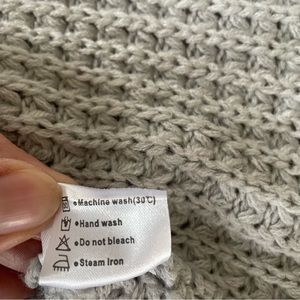 •Machine wash(30℃)
•Hand wash
•Do not bleach
•Steam Iron